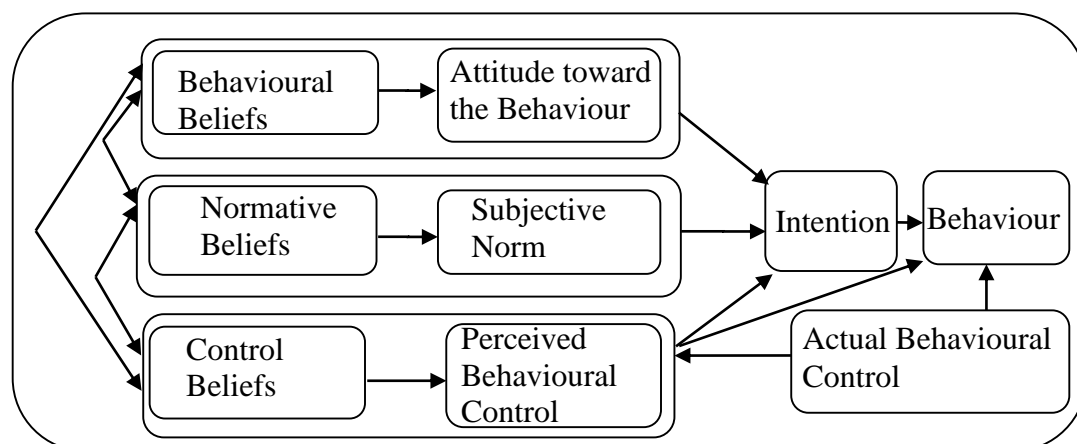 Behavioural
Beliefs
Attitude toward
the Behaviour
Normative
Beliefs
Subjective
Norm
Intention
Behaviour
Control
Beliefs
Perceived
Behavioural
Control
Actual Behavioural
Control